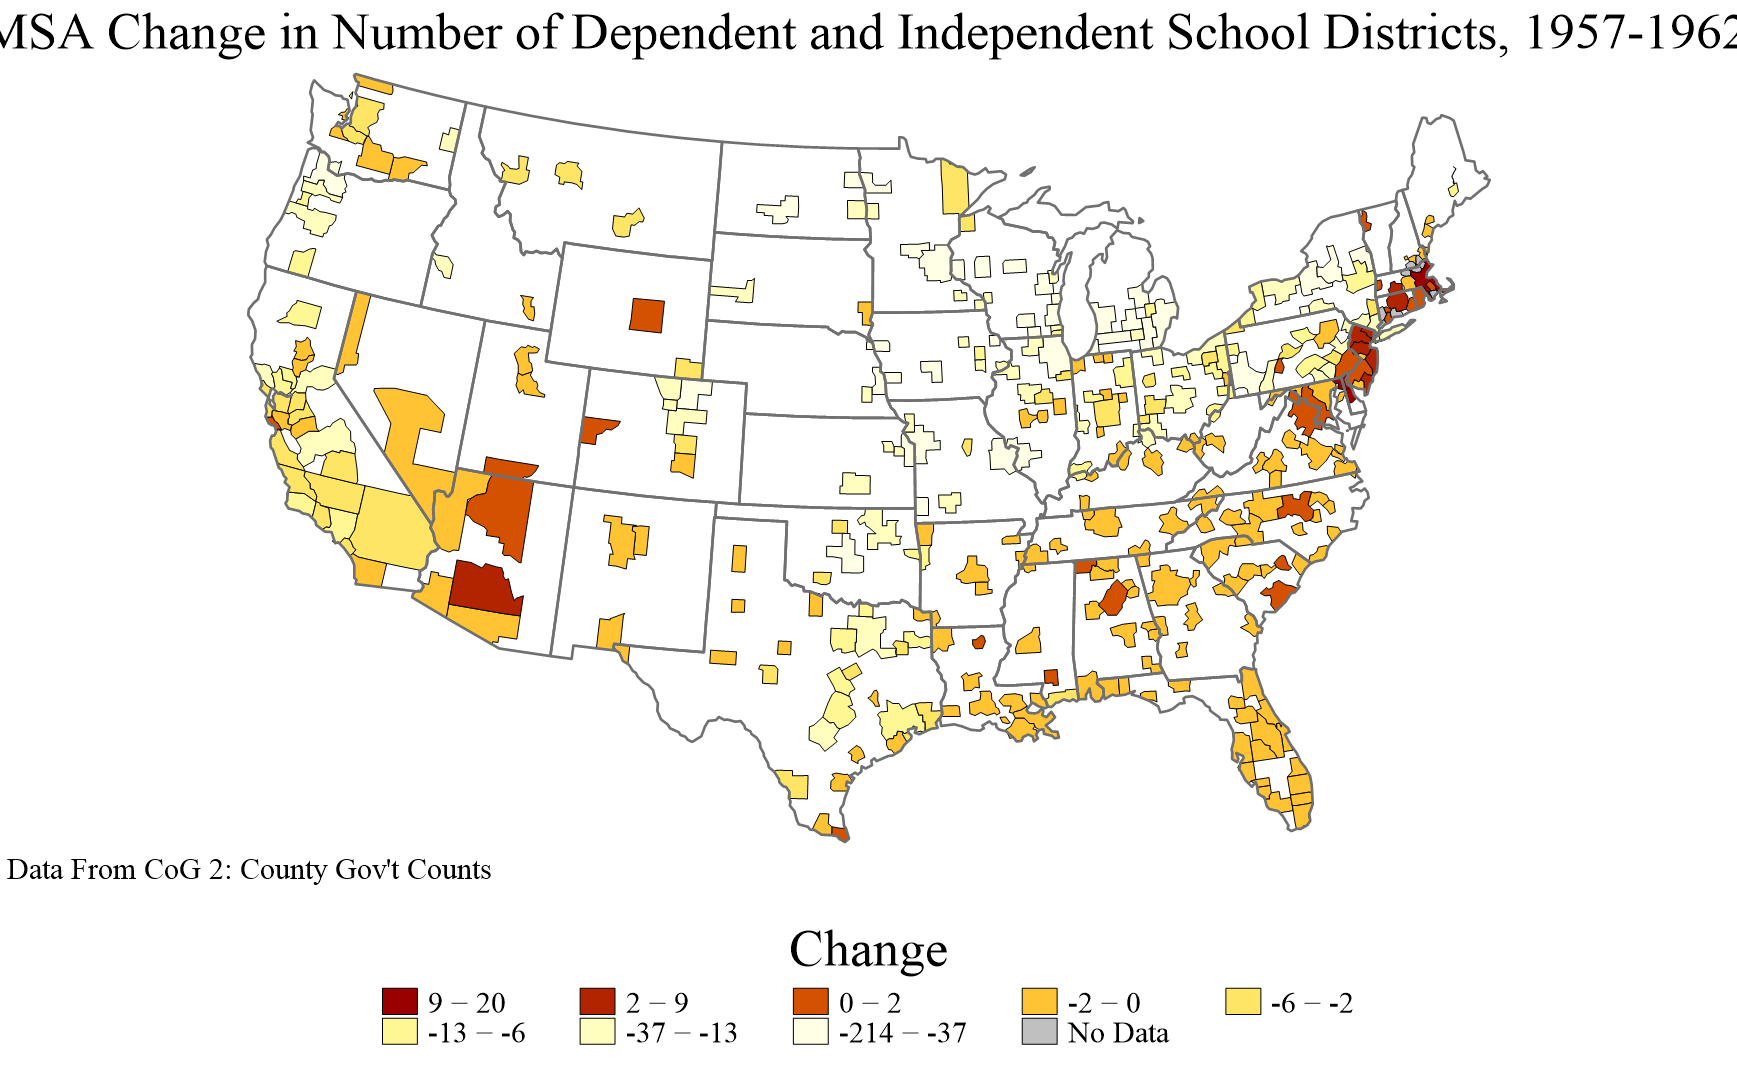 MSA Change in Number of Dependent and Independent School Districts, 1957-1962
Data From CoG 2: County Gov't Counts
Change
9 − 20
2 − 9
0 − 2
-2 − 0
-6 − -2
-13 − -6
-37 − -13
-214 − -37
No Data